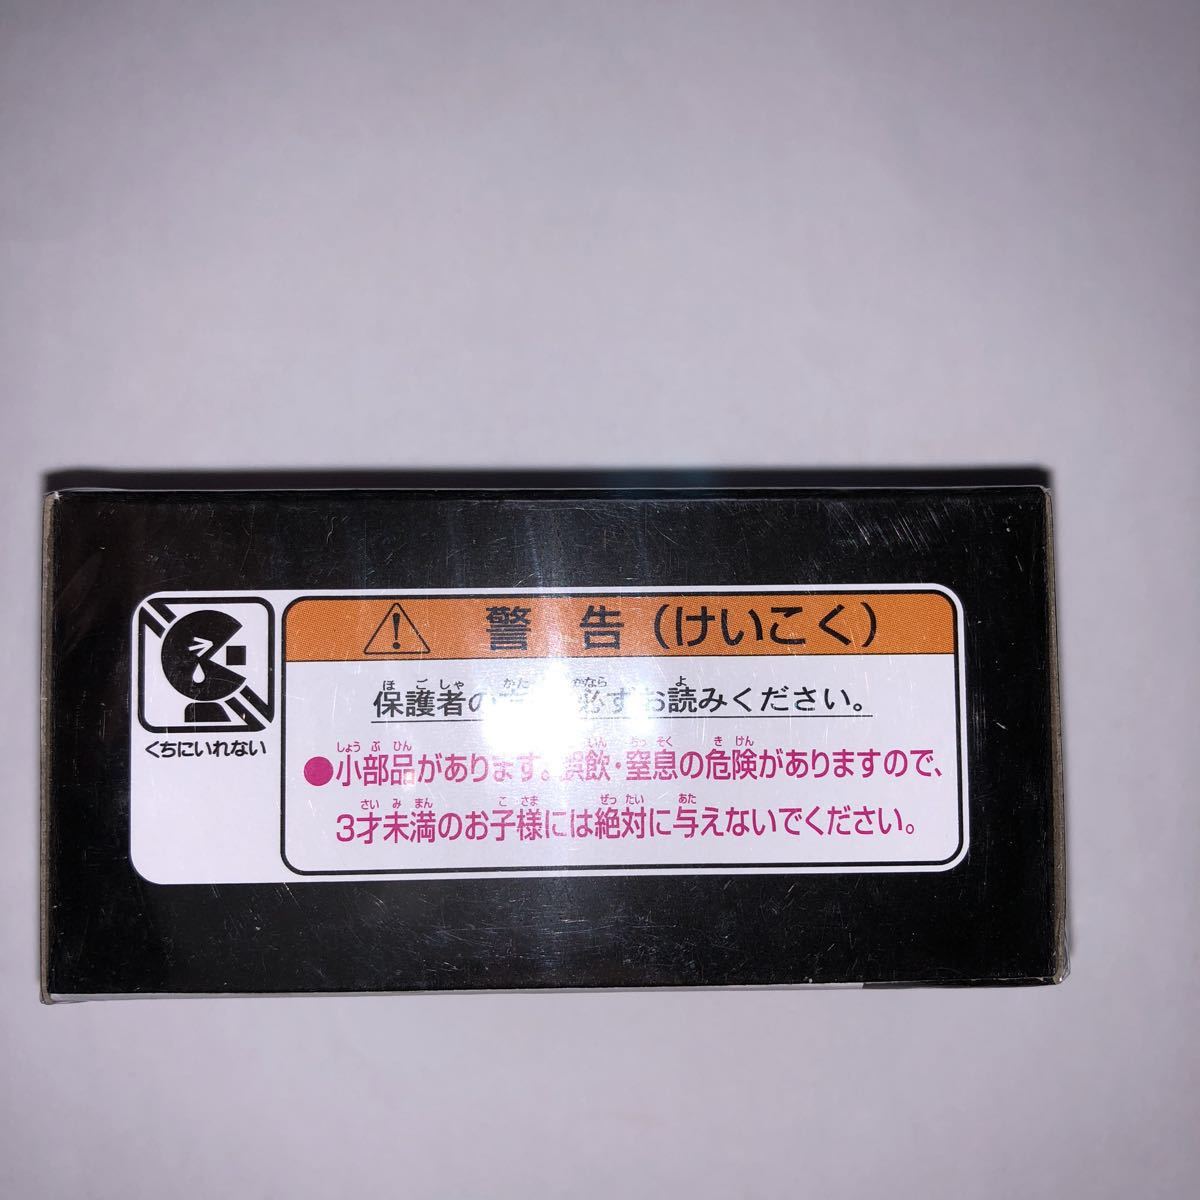 警告(けいこく)
保護者の 必ずお読みください。
●小部品があります。誤飲・窒息の危険がありますので、
3才未満のお子様には絶対に与えないでください。
くちにいれない